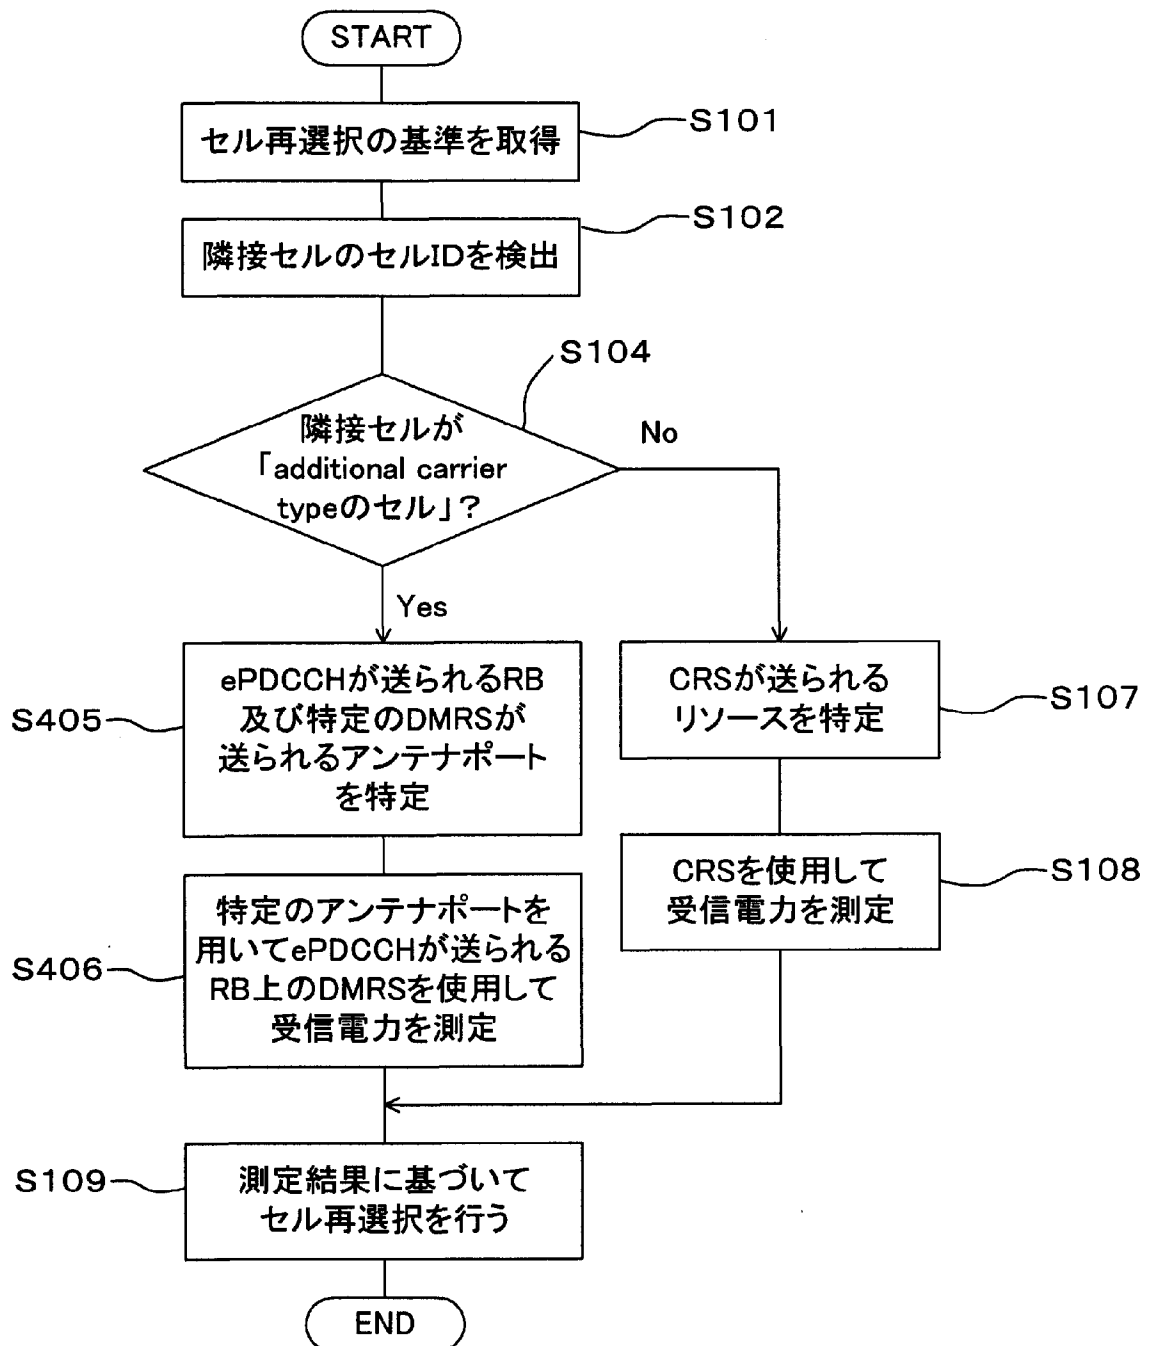 START
セル再選択の基準を取得
S101
隣接セルのセルIDを検出
S102
S104
隣接セルが
「additional carrier
typeのセル」？
No
Yes
S405
ePDCCHが送られるRB
及び特定のDMRSが
送られるアンテナポート
を特定
CRSが送られる
リソースを特定
S107
S406
特定のアンテナポートを
用いてePDCCHが送られる
RB上のDMRSを使用して
受信電力を測定
CRSを使用して
受信電力を測定
S108
S109
測定結果に基づいて
セル再選択を行う
END